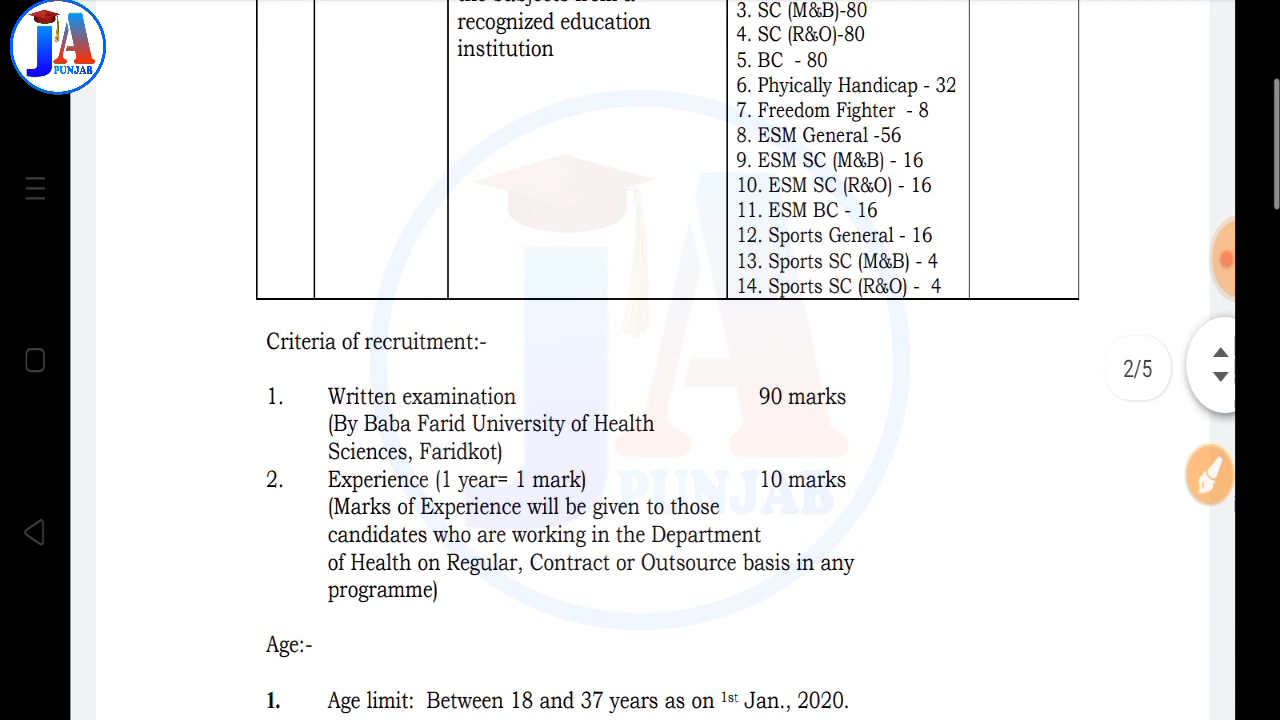 JA
PUNJAB
recognized education
institution
3. SC (M&B)-80
4. SC (R&O)-80
5. BC - 80
6. Phyically Handicap - 32
7. Freedom Fighter - 8
8. ESM General -56
9. ESM SC (M&B) - 16
10. ESM SC (R&O) - 16
11. ESM BC - 16
12. Sports General - 16
13. Sports SC (M&B) - 4
14. Sports SC (R&O) - 4
Criteria of recruitment:-
1. Written examination 90 marks
(By Baba Farid University of Health
Sciences, Faridkot)
2. Experience (1 year= 1 mark) 10 marks
(Marks of Experience will be given to those
candidates who are working in the Department
of Health on Regular, Contract or Outsource basis in any
programme)
Age:-
1. Age limit: Between 18 and 37 years as on 1st Jan., 2020.
2/5
JA
PUNJAB